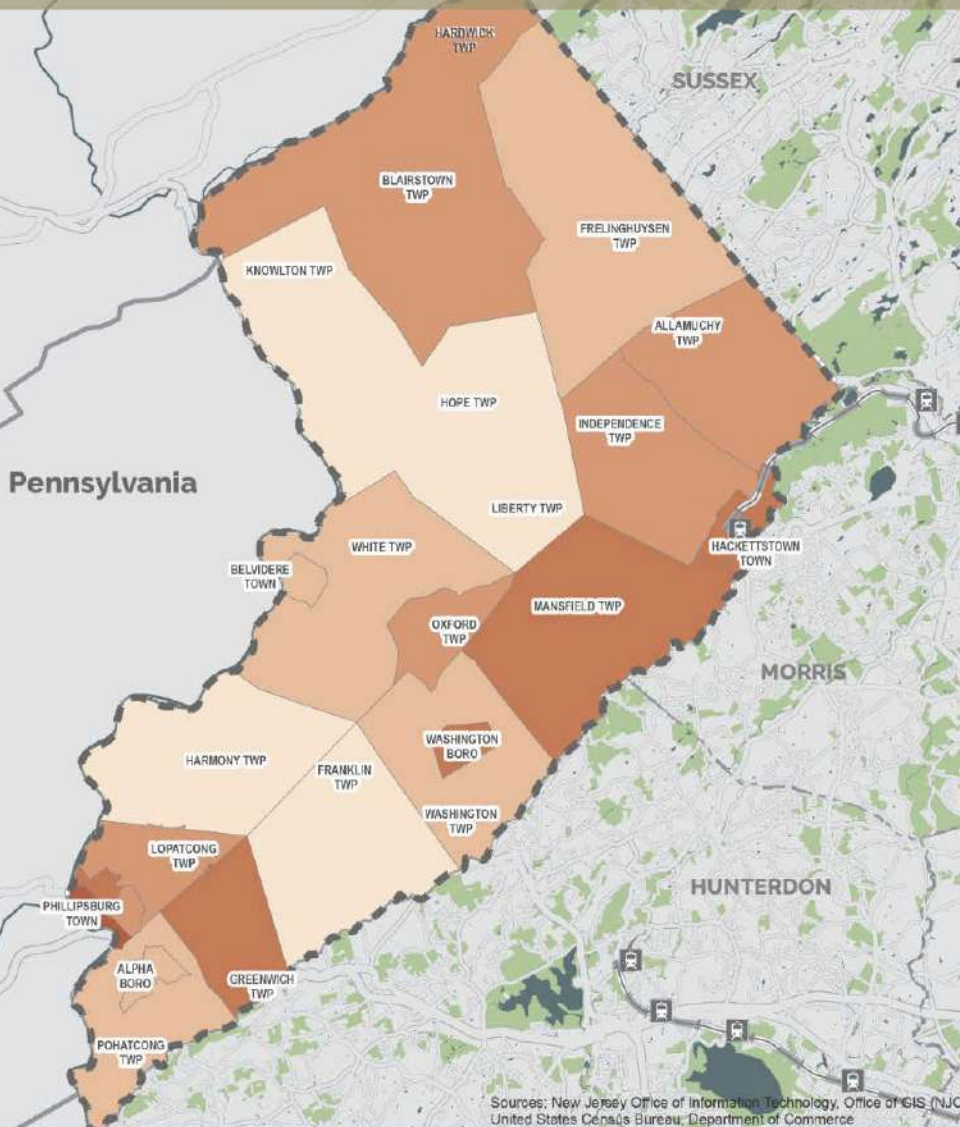 HARDWICK
TWP
SUSSEX
BLAIRSTOWN
TWP
FRELINGHUYSEN
TWP
KNOWLTON TWP
ALLAMUCHY
TWP
HOPE TWP
INDEPENDENCE
TWP
Pennsylvania
LIBERTY TWP
WHITE TWP
HACKETTSTOWN
TOWN
BELVIDERE
TOWN
MANSFIELD TWP
OXFORD
TWP
MORRIS
WASHINGTON
BORO
HARMONY TWP
FRANKLIN
TWP
WASHINGTON
TWP
LOPATCONG
TWP
HUNTERDON
PHILLIPSBURG
TOWN
ALPHA
BORO
GREENWICH
TWP
POHATCONG
TWP
Sources: New Jersey Office of Information Technology, Office of GIS (NJO
United States Census Bureau, Department of Commerce